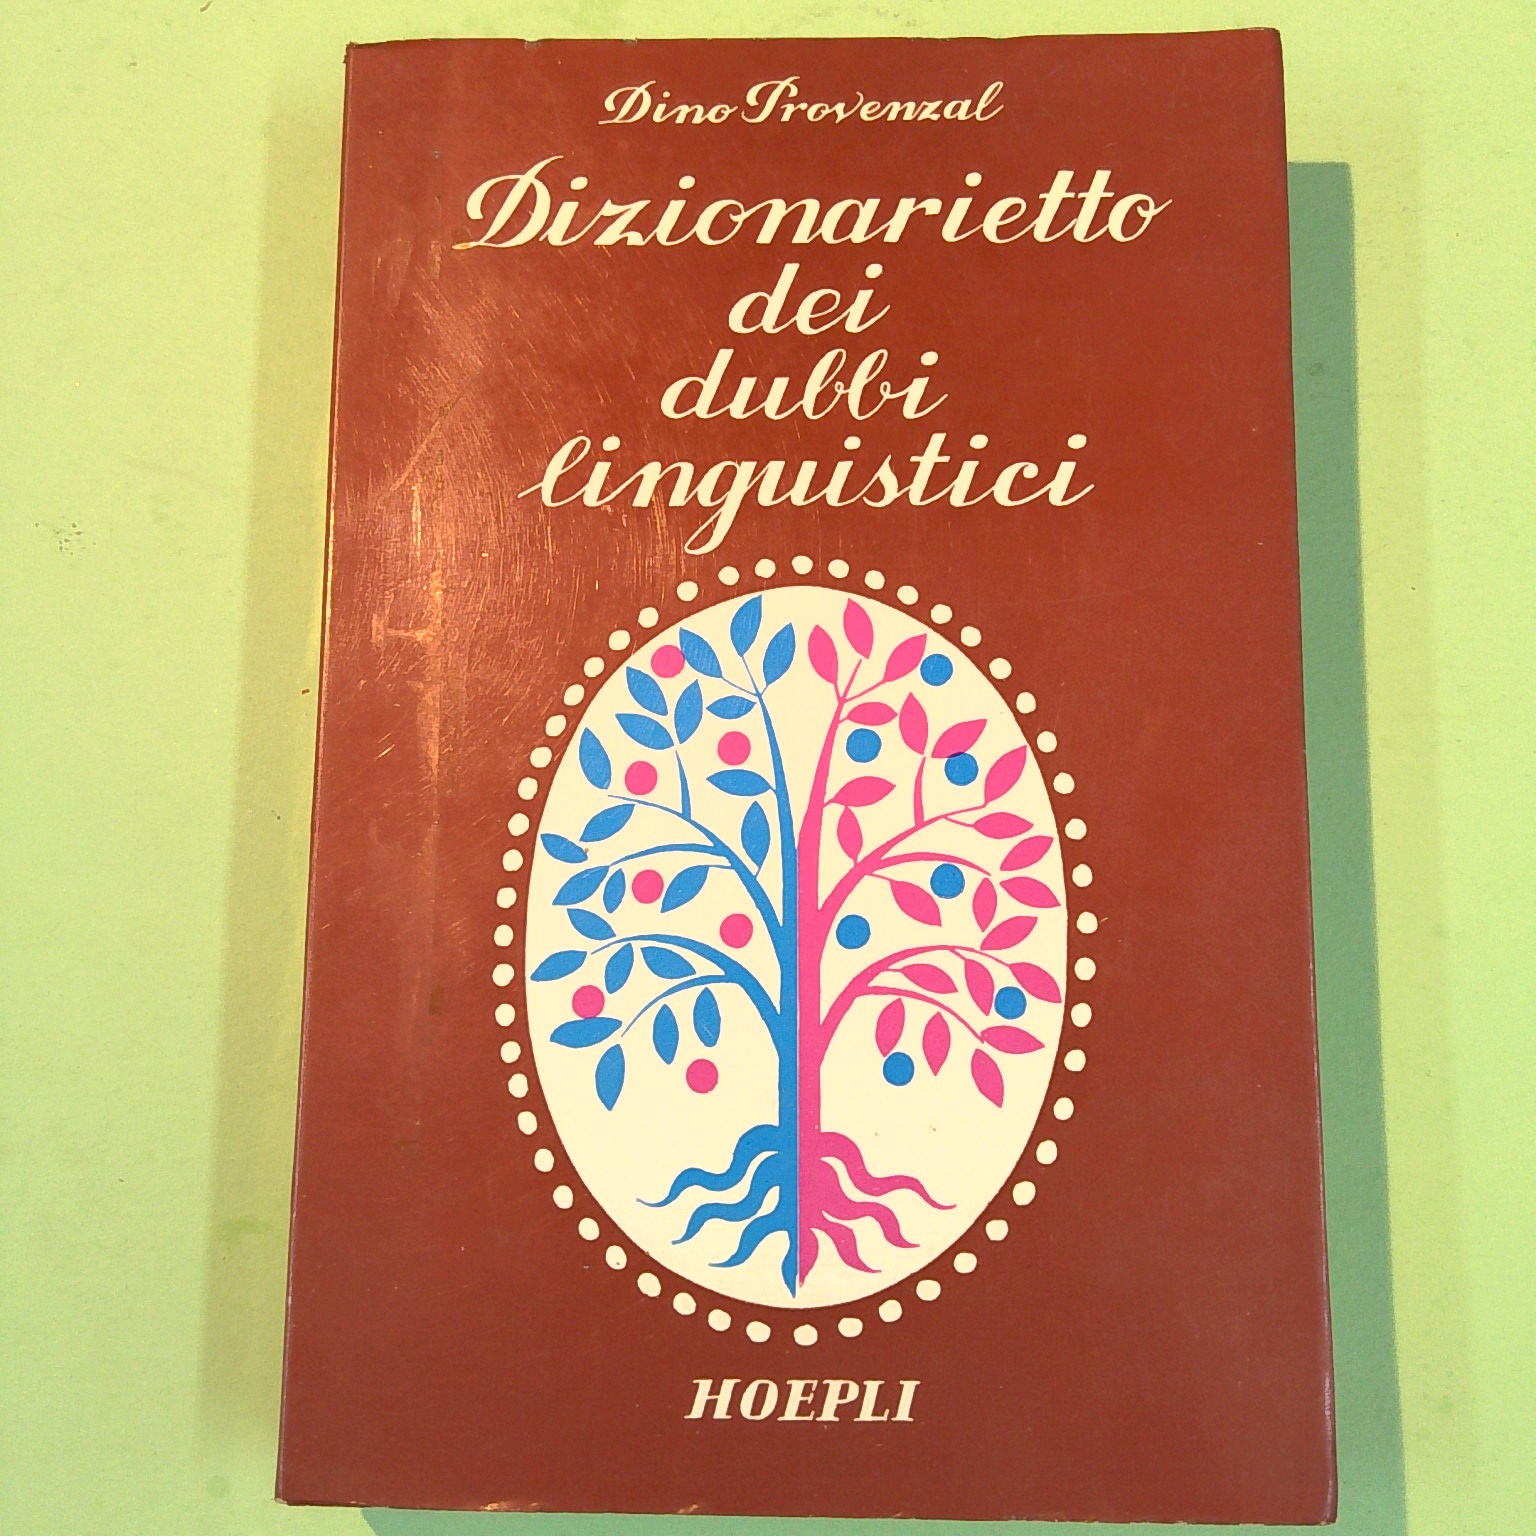 Dino Provenzal
Dizionarietto
dei
dubbi
linguistici
HOEPLI